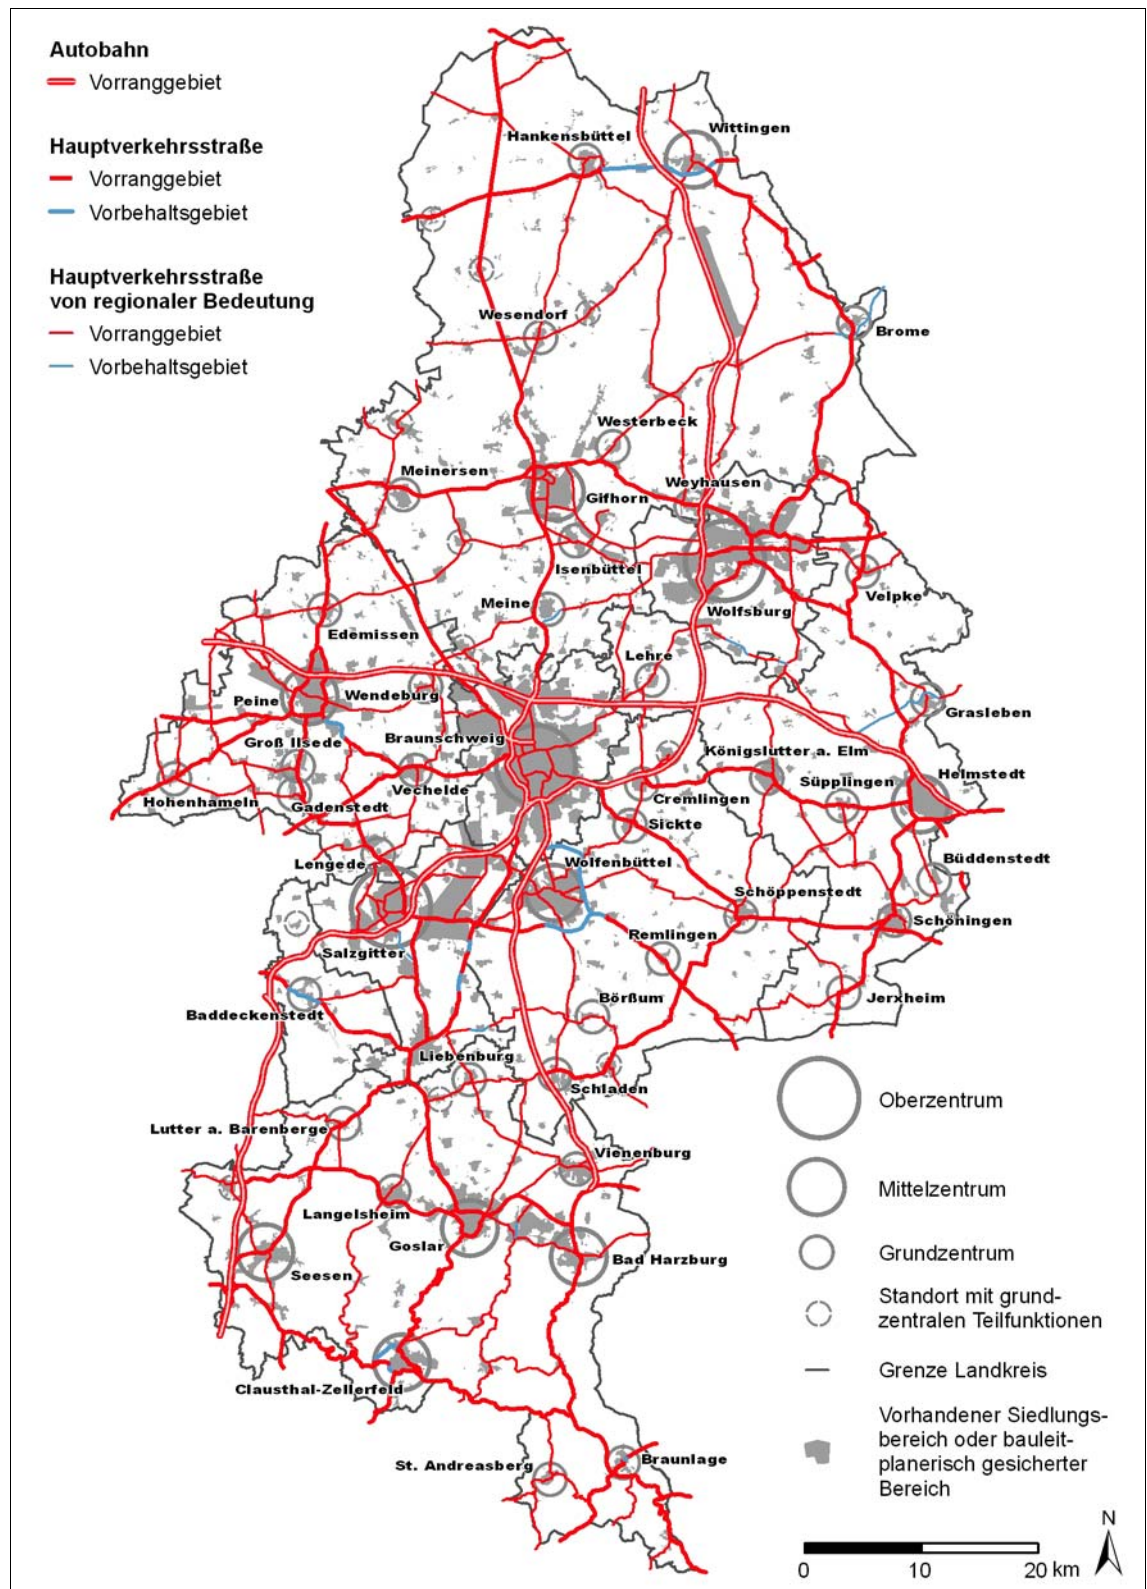 Autobahn
Vorranggebiet
Hauptverkehrsstraße
Vorranggebiet
Vorbehaltsgebiet
Hauptverkehrsstraße
von regionaler Bedeutung
Vorranggebiet
Vorbehaltsgebiet
Wittingen
Hankensbüttel
Wesendorf
Brome
Westerbeck
Meinersen
Weyhausen
Gifhorn
Isenbüttel
Velpke
Meine
Wolfsburg
Edemissen
Lehre
Wendeburg
Peine
Grasleben
Braunschweig
Groß Ilsede
Königslutter a. Elm
Helmstedt
Süpplingen
Vechelde
Cremlingen
Hohenhameln
Gadenstedt
Sickte
Büddenstedt
Wolfenbüttel
Lengede
Schöppenstedt
Schöningen
Remlingen
Salzgitter
Jerxheim
Börßum
Baddeckenstedt
Liebenburg
Schladen
Lutter a. Barenberge
Vienenburg
Langelsheim
Goslar
Bad Harzburg
Seesen
Clausthal-Zellerfeld
St. Andreasberg
Braunlage
Oberzentrum
Mittelzentrum
Grundzentrum
Standort mit grund-
zentralen Teilfunktionen
Grenze Landkreis
Vorhandener Siedlungs-
bereich oder bauleit-
planerisch gesicherter
Bereich
N
0 10 20 km